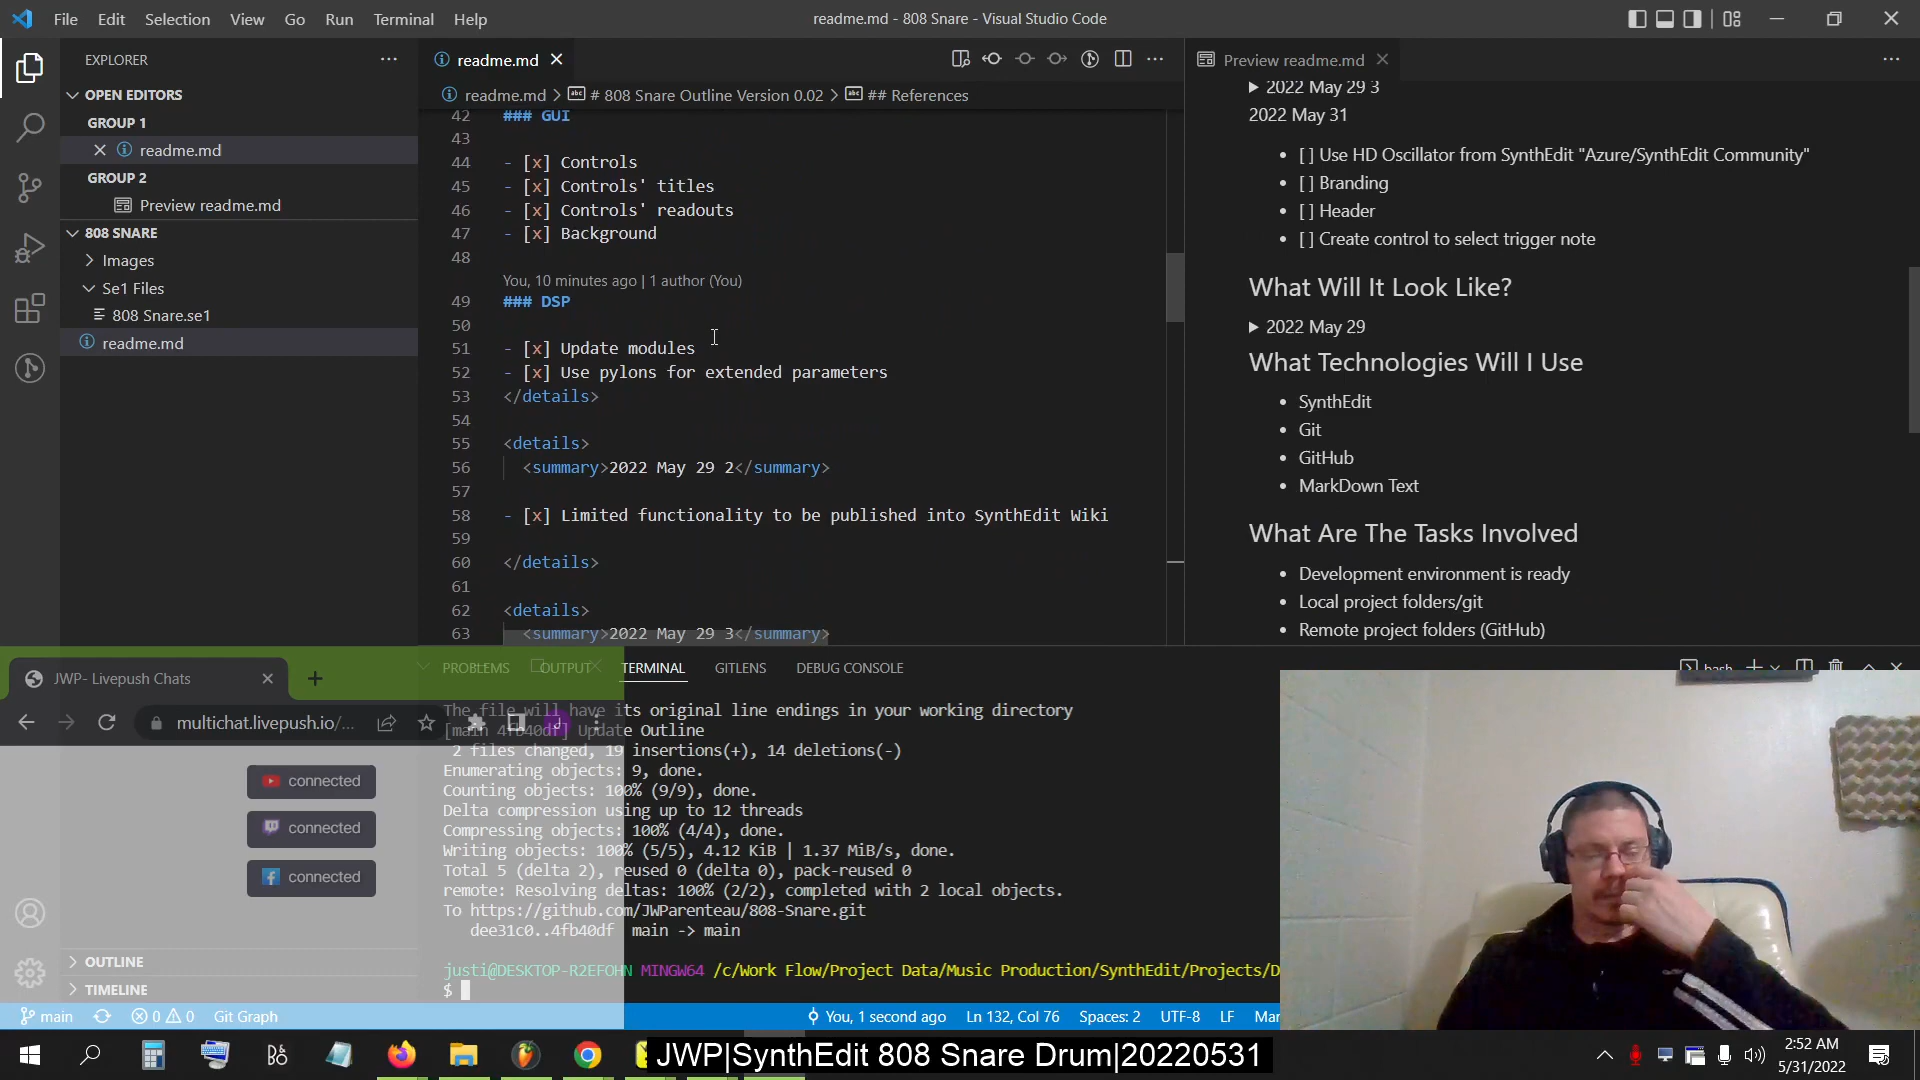 File Edit Selection View Go Run Terminal Help
readme.md - 808 Snare - Visual Studio Code
EXPLORER
OPEN EDITORS
GROUP 1
readme.md
GROUP 2
Preview readme.md
808 SNARE
Images
Se1 Files
808 Snare.se1
readme.md
OUTLINE
TIMELINE
readme.md
readme.md > # 808 Snare Outline Version 0.02 > ## References
42 ### GUI
43
44 - [x] Controls
45 - [x] Controls' titles
46 - [x] Controls' readouts
47 - [x] Background
48
You, 10 minutes ago | 1 author (You)
49 ### DSP
50
51 - [x] Update modules
52 - [x] Use pylons for extended parameters
53 </details>
54
55 <details>
56 <summary>2022 May 29 2</summary>
57
58 - [x] Limited functionality to be published into SynthEdit Wiki
59
60 </details>
61
62 <details>
63 <summary>2022 May 29 3</summary>
Preview readme.md
2022 May 29 3
2022 May 31
• [ ] Use HD Oscillator from SynthEdit "Azure/SynthEdit Community"
• [ ] Branding
• [ ] Header
• [ ] Create control to select trigger note
What Will It Look Like?
2022 May 29
What Technologies Will I Use
• SynthEdit
• Git
• GitHub
• MarkDown Text
What Are The Tasks Involved
• Development environment is ready
• Local project folders/git
• Remote project folders (GitHub)
PROBLEMS OUTPUT TERMINAL GITLENS DEBUG CONSOLE
bash
The file will have its original line endings in your working directory
[main 4fb40df] Update Outline
2 files changed, 19 insertions(+), 14 deletions(-)
Enumerating objects: 9, done.
Counting objects: 100% (9/9), done.
Delta compression using up to 12 threads
Compressing objects: 100% (4/4), done.
Writing objects: 100% (5/5), 4.12 KiB | 1.37 MiB/s, done.
Total 5 (delta 2), reused 0 (delta 0), pack-reused 0
remote: Resolving deltas: 100% (2/2), completed with 2 local objects.
To https://github.com/JWParenteau/808-Snare.git
dee31c0..4fb40df main -> main
justi@DESKTOP-R2EFOHN MINGW64 /c/Work Flow/Project Data/Music Production/SynthEdit/Projects/D
$
JWP- Livepush Chats
multichat.livepush.io/...
J
connected
connected
connected
main 0 0 Git Graph
You, 1 second ago Ln 132, Col 76 Spaces: 2 UTF-8 LF Mar
JWP|SynthEdit 808 Snare Drum|20220531
2:52 AM
5/31/2022